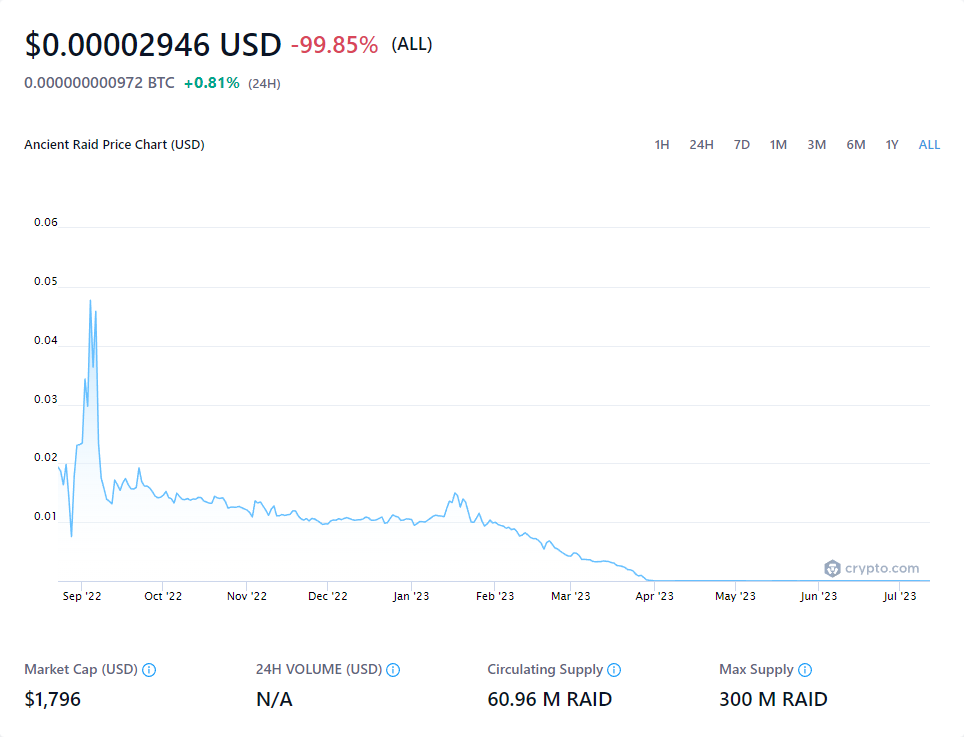 $0.00002946 USD -99.85% (ALL)
0.000000000972 BTC +0.81% (24H)
Ancient Raid Price Chart (USD) 1H 24H 7D 1M 3M 6M 1Y ALL
0.06
0.05
0.04
0.03
0.02
0.01
crypto.com
Sep '22 Oct '22 Nov '22 Dec '22 Jan '23 Feb '23 Mar '23 Apr '23 May '23 Jun '23 Jul '23
Market Cap (USD) 24H VOLUME (USD) Circulating Supply Max Supply
$1,796 N/A 60.96 M RAID 300 M RAID